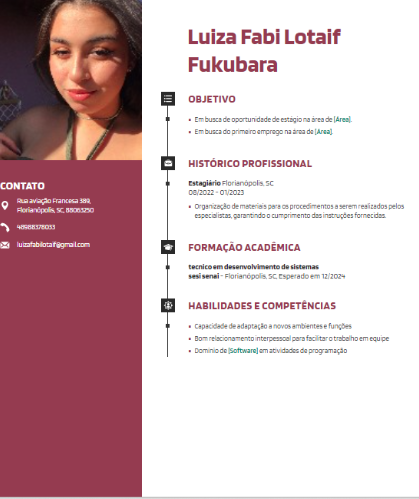 Luiza Fabi Lotaif
Fukubara
CONTATO
Rua aviação Francesa 389,
Florianópolis, SC, 88063250
48988378033
luizafabilotaif@gmail.com
OBJETIVO
Em busca de oportunidade de estágio na área de [Área].
Em busca do primeiro emprego na área de [Área].
HISTÓRICO PROFISSIONAL
Estagiário Florianópolis, SC
08/2022 - 01/2023
Organização de materiais para os procedimentos a serem realizados pelos
especialistas, garantindo o cumprimento das instruções fornecidas.
FORMAÇÃO ACADÊMICA
tecnico em desenvolvimento de sistemas
sesi senai - Florianópolis, SC, Esperado em 12/2024
HABILIDADES E COMPETÊNCIAS
Capacidade de adaptação a novos ambientes e funções
Bom relacionamento interpessoal para facilitar o trabalho em equipe
Domínio de [Software] em atividades de programação